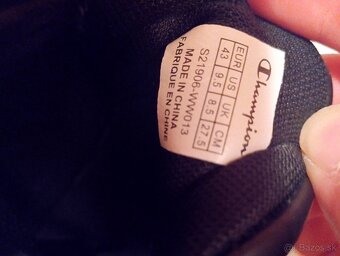 Champion
EUR US UK CM
43 9.5 8.5 27.5
S21906-WW013
MADE IN CHINA
FABRIQUE EN CHINE
Bazos.sk